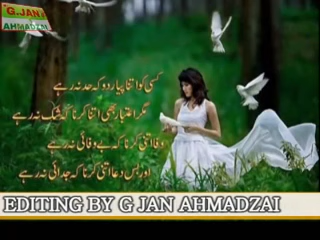 G.JAN
AHMADZAI
کسی کو اتنا پیار دو کہ حد نہ رہے
مگر اعتبار بھی اتنا کرنا کہ شک نہ رہے
وفا اتنی کرنا کہ بے وفائی نہ رہے
اور بس دعا اتنی کرنا کہ جدائی نہ رہے
EDITING BY G JAN AHMADZAI